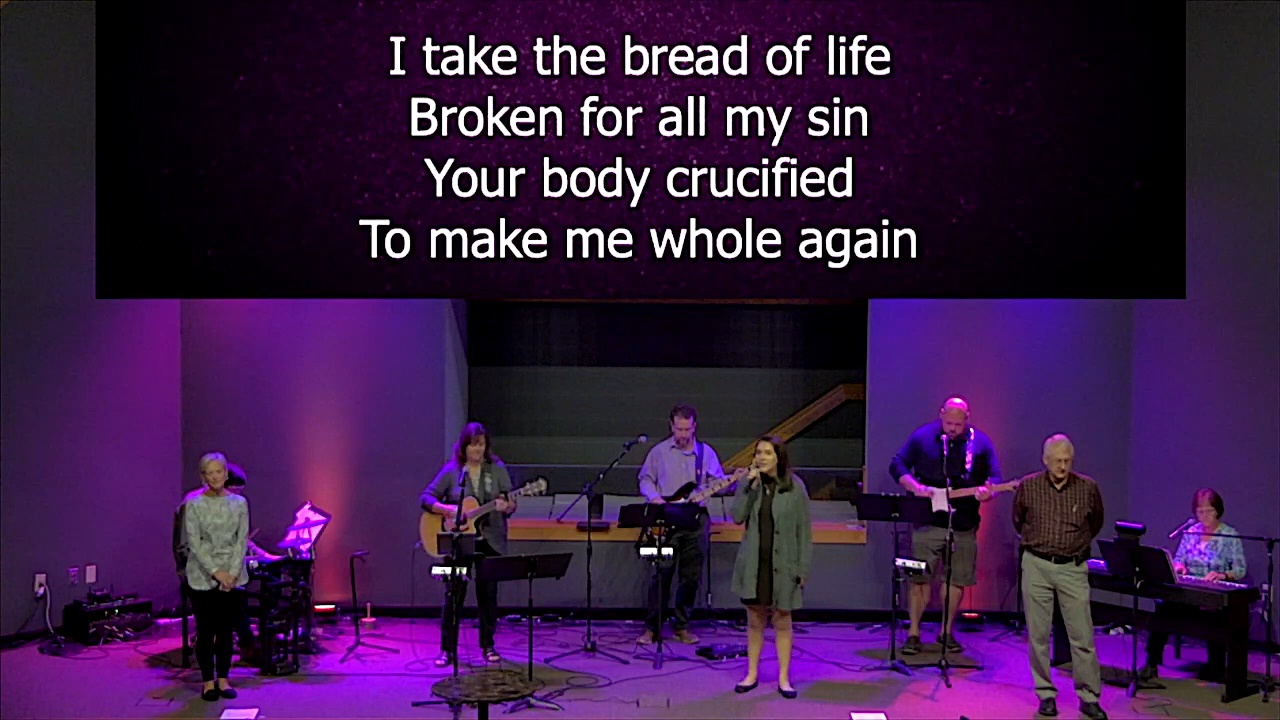 I take the bread of life
Broken for all my sin
Your body crucified
To make me whole again